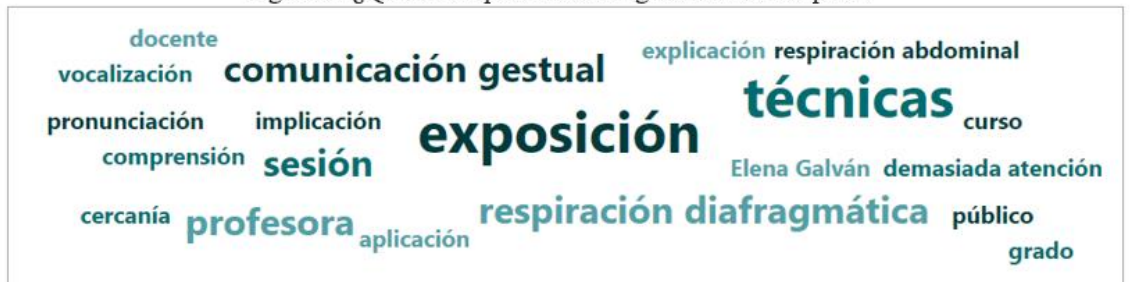 docente
explicación respiración abdominal
vocalización comunicación gestual
técnicas
pronunciación implicación exposición curso
comprensión sesión
Elena Galván demasiada atención
cercanía profesora respiración diafragmática público
aplicación
grado